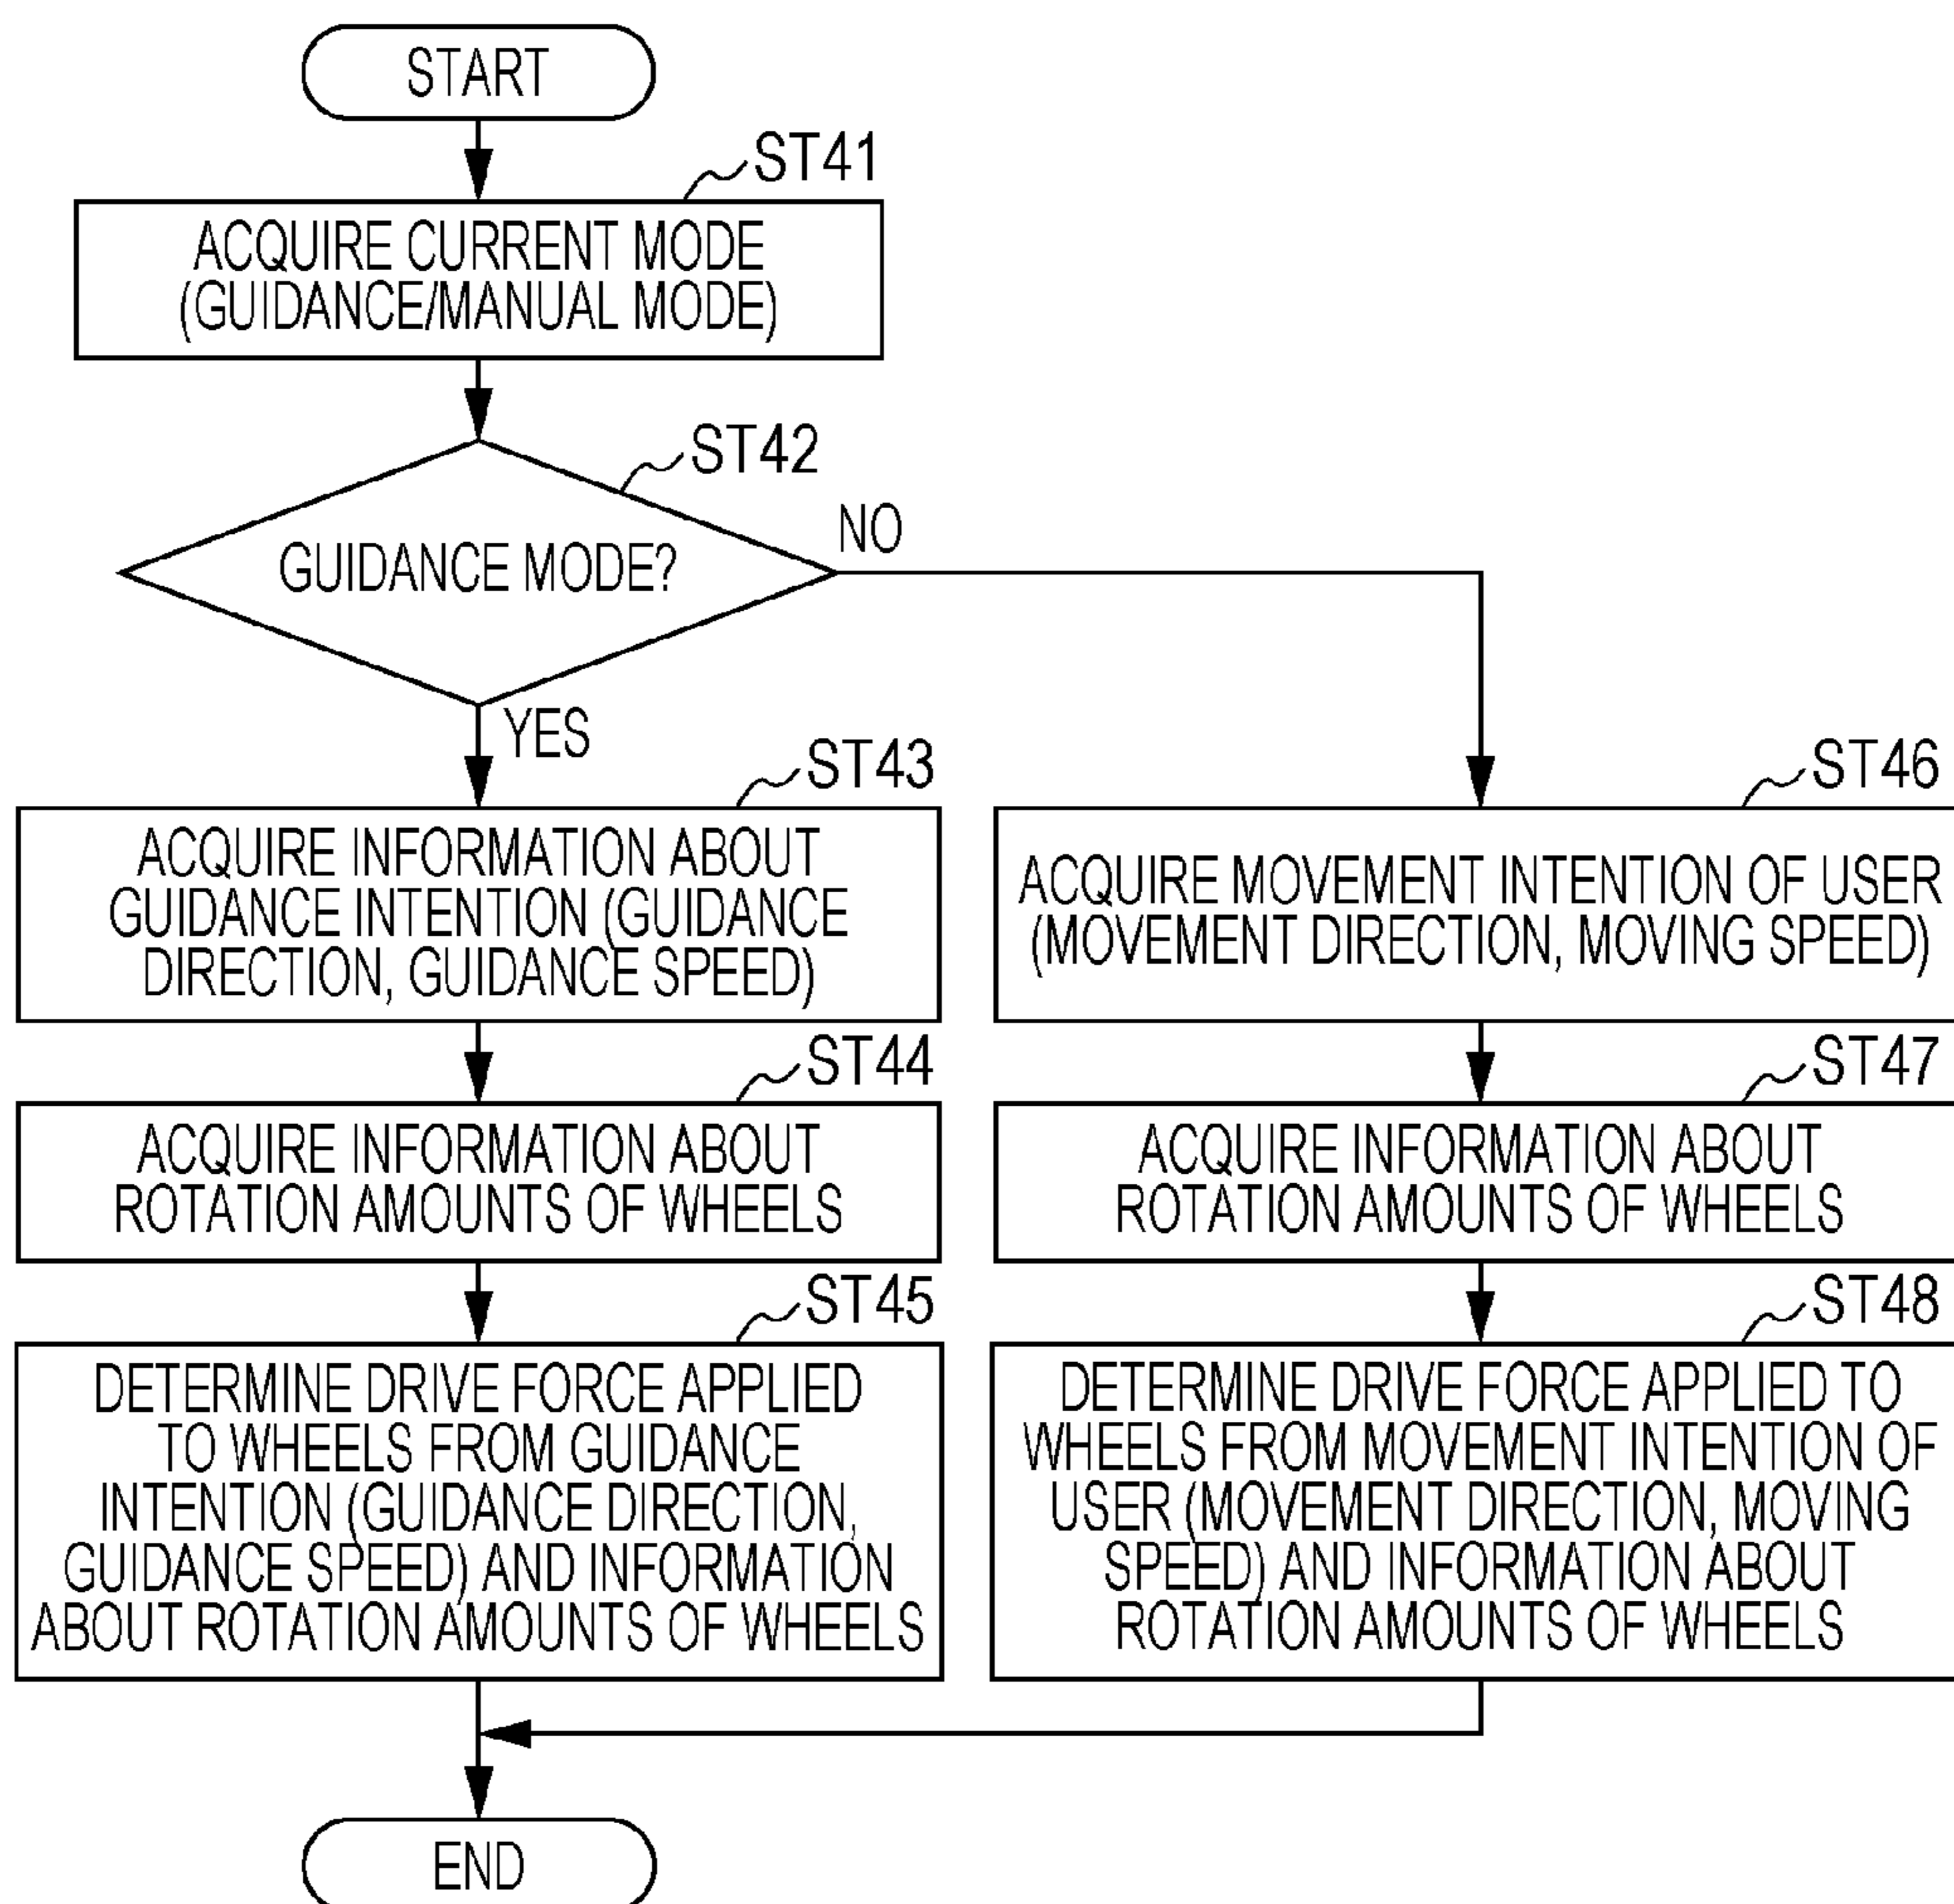 START
ST41
ACQUIRE CURRENT MODE
(GUIDANCE/MANUAL MODE)
ST42
GUIDANCE MODE?
NO
YES
ST43
ACQUIRE INFORMATION ABOUT
GUIDANCE INTENTION (GUIDANCE
DIRECTION, GUIDANCE SPEED)
ST44
ACQUIRE INFORMATION ABOUT
ROTATION AMOUNTS OF WHEELS
ST45
DETERMINE DRIVE FORCE APPLIED
TO WHEELS FROM GUIDANCE
INTENTION (GUIDANCE DIRECTION,
GUIDANCE SPEED) AND INFORMATION
ABOUT ROTATION AMOUNTS OF WHEELS
ST46
ACQUIRE MOVEMENT INTENTION OF USER
(MOVEMENT DIRECTION, MOVING SPEED)
ST47
ACQUIRE INFORMATION ABOUT
ROTATION AMOUNTS OF WHEELS
ST48
DETERMINE DRIVE FORCE APPLIED TO
WHEELS FROM MOVEMENT INTENTION OF
USER (MOVEMENT DIRECTION, MOVING
SPEED) AND INFORMATION ABOUT
ROTATION AMOUNTS OF WHEELS
END